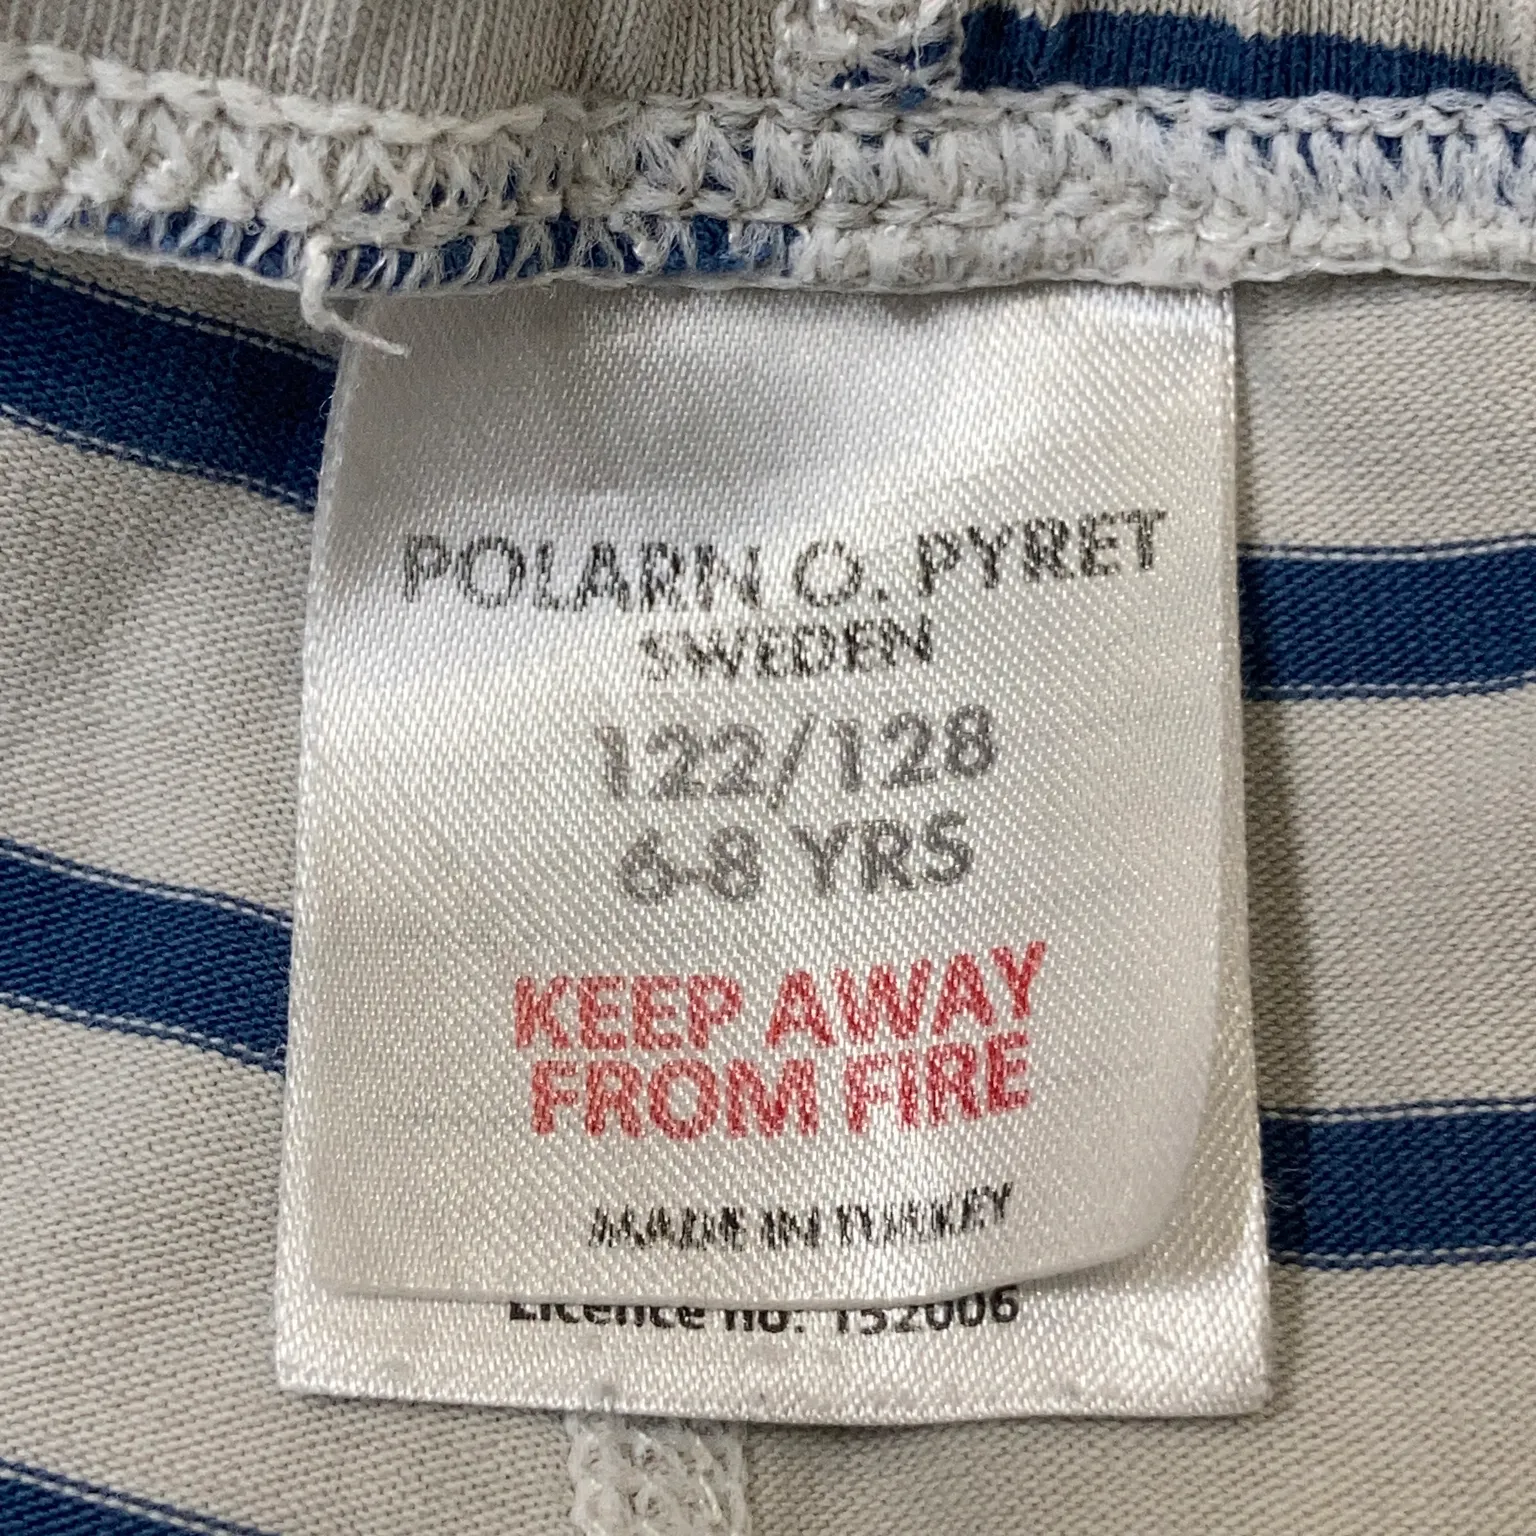 POLARN O. PYRET
SWEDEN
122/128
6-8 YRS
KEEP AWAY
FROM FIRE
MADE IN TURKEY
Licence no: 152006